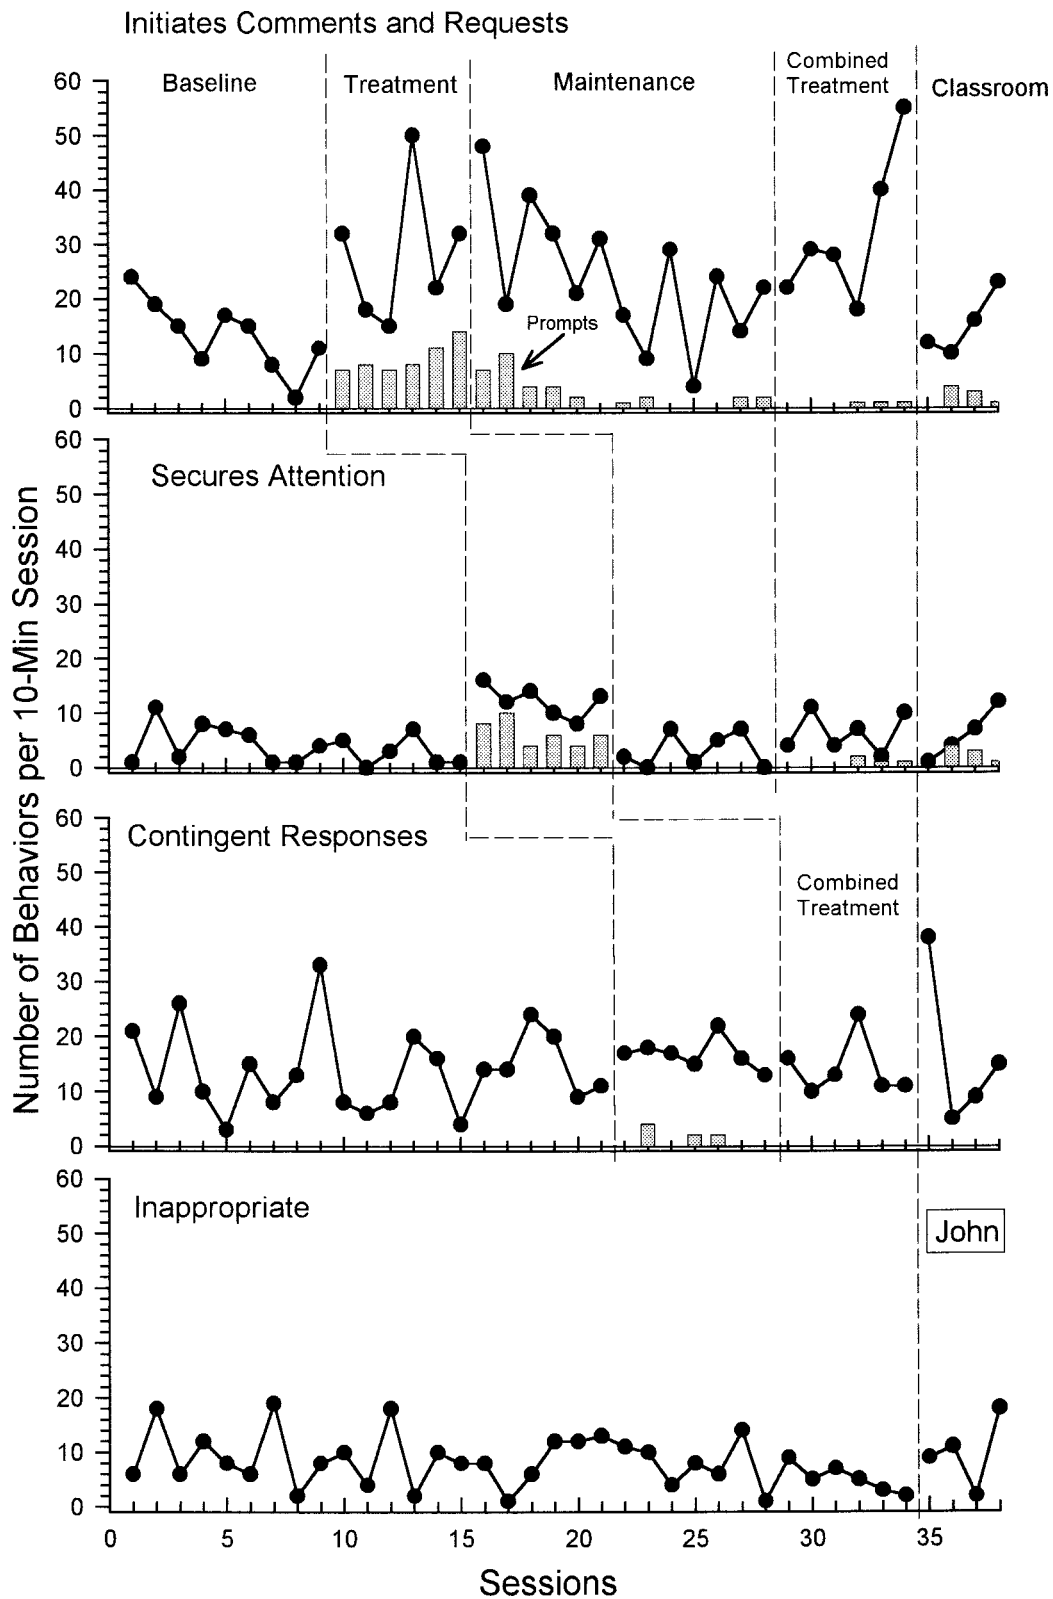 Initiates Comments and Requests
Baseline
Treatment
Maintenance
Combined
Treatment
Classroom
60
50
40
30
20
10
0
Prompts
Number of Behaviors per 10-Min Session
Secures Attention
60
50
40
30
20
10
0
Contingent Responses
60
50
40
30
20
10
0
Combined
Treatment
Inappropriate
John
60
50
40
30
20
10
0
0 5 10 15 20 25 30 35
Sessions